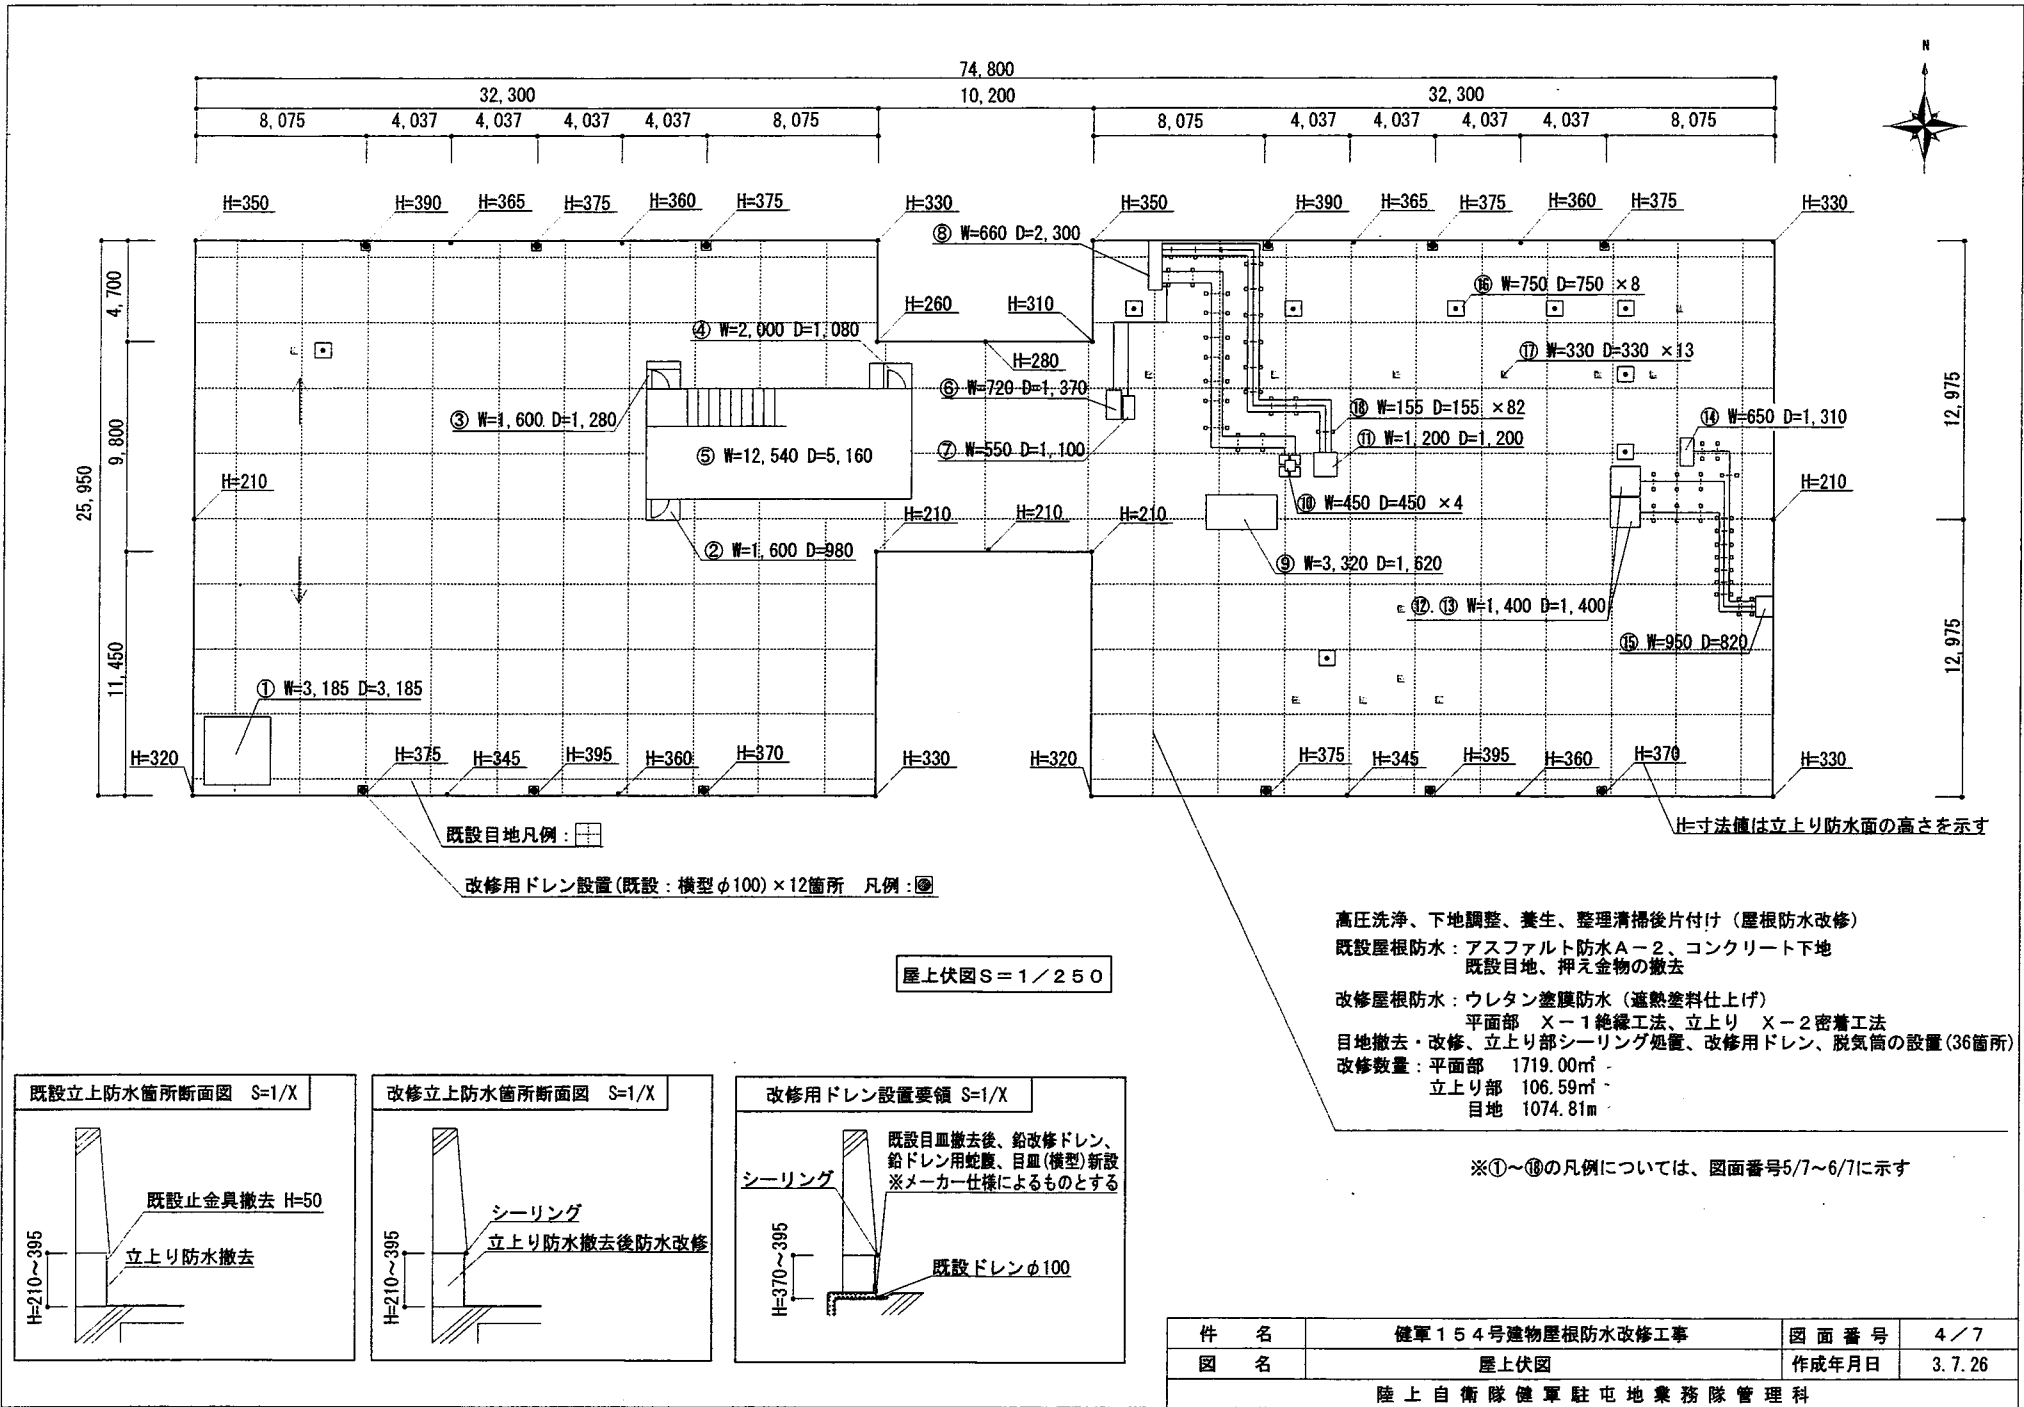 N
74,800
32,300 10,200 32,300
8,075 4,037 4,037 4,037 4,037 8,075 8,075 4,037 4,037 4,037 4,037 8,075
H=350 H=390 H=365 H=375 H=360 H=375 H=330 H=350 H=390 H=365 H=375 H=360 H=375 H=330
⑧ W=660 D=2,300
4,700
9,800
11,450
25,950
12,975
12,975
⑯ W=750 D=750 ×8
H=260 H=310
④ W=2,000 D=1,080
H=280
⑰ W=330 D=330 ×13
⑥ W=720 D=1,370
③ W=1,600 D=1,280
⑱ W=155 D=155 ×82
⑭ W=650 D=1,310
⑪ W=1,200 D=1,200
⑦ W=550 D=1,100
⑤ W=12,540 D=5,160
H=210
H=210
⑩ W=450 D=450 ×4
H=210 H=210 H=210
② W=1,600 D=980
⑨ W=3,320 D=1,620
⑫.⑬ W=1,400 D=1,400
⑮ W=950 D=820
① W=3,185 D=3,185
H=320 H=375 H=345 H=395 H=360 H=370 H=330 H=320 H=375 H=345 H=395 H=360 H=370 H=330
H=寸法値は立上り防水面の高さを示す
既設目地凡例:
改修用ドレン設置(既設:横型φ100)×12箇所 凡例:
屋上伏図S=1/250
高圧洗浄、下地調整、養生、整理清掃後片付け(屋根防水改修)
既設屋根防水:アスファルト防水A-2、コンクリート下地
既設目地、押え金物の撤去
改修屋根防水:ウレタン塗膜防水(遮熱塗料仕上げ)
平面部 X-1絶縁工法、立上り X-2密着工法
目地撤去・改修、立上り部シーリング処置、改修用ドレン、脱気筒の設置(36箇所)
改修数量:平面部 1719.00㎡
立上り部 106.59㎡
目地 1074.81m
※①~⑱の凡例については、図面番号5/7~6/7に示す
既設立上防水箇所断面図 S=1/X
既設止金具撤去 H=50
立上り防水撤去
H=210~395
改修立上防水箇所断面図 S=1/X
シーリング
立上り防水撤去後防水改修
H=210~395
改修用ドレン設置要領 S=1/X
既設目皿撤去後、鉛改修ドレン、
鉛ドレン用蛇腹、目皿(横型)新設
※メーカー仕様によるものとする
シーリング
既設ドレンφ100
H=370~395
件名 健軍154号建物屋根防水改修工事 図面番号 4/7
図名 屋上伏図 作成年月日 3.7.26
陸上自衛隊健軍駐屯地業務隊管理科